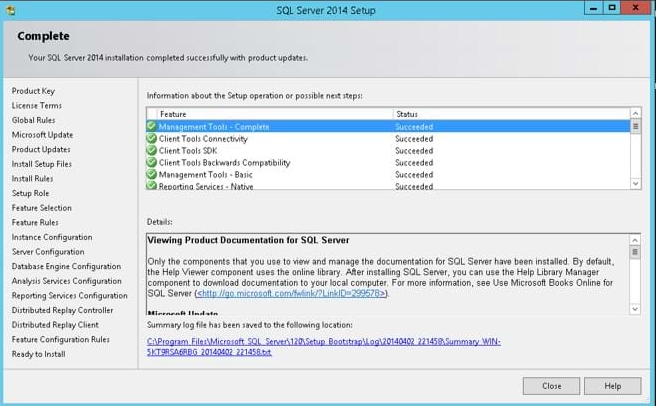 SQL Server 2014 Setup
Complete
Your SQL Server 2014 installation completed successfully with product updates.
Product Key
License Terms
Global Rules
Microsoft Update
Product Updates
Install Setup Files
Install Rules
Setup Role
Feature Selection
Feature Rules
Instance Configuration
Server Configuration
Database Engine Configuration
Analysis Services Configuration
Reporting Services Configuration
Distributed Replay Controller
Distributed Replay Client
Feature Configuration Rules
Ready to Install
Information about the Setup operation or possible next steps:
Feature Status
Management Tools - Complete Succeeded
Client Tools Connectivity Succeeded
Client Tools SDK Succeeded
Client Tools Backwards Compatibility Succeeded
Management Tools - Basic Succeeded
Reporting Services - Native Succeeded
Details:
Viewing Product Documentation for SQL Server
Only the components that you use to view and manage the documentation for SQL Server have been installed. By default,
the Help Viewer component uses the online library. After installing SQL Server, you can use the Help Library Manager
component to download documentation to your local computer. For more information, see Use Microsoft Books Online for
SQL Server (<http://go.microsoft.com/fwlink/?LinkID=299578>).
Microsoft Update
Summary log file has been saved to the following location:
C:\Program Files\Microsoft SQL Server\120\Setup Bootstrap\Log\20140402_221458\Summary_WIN-
5KT9RSA6RBG_20140402_221458.txt
Close Help